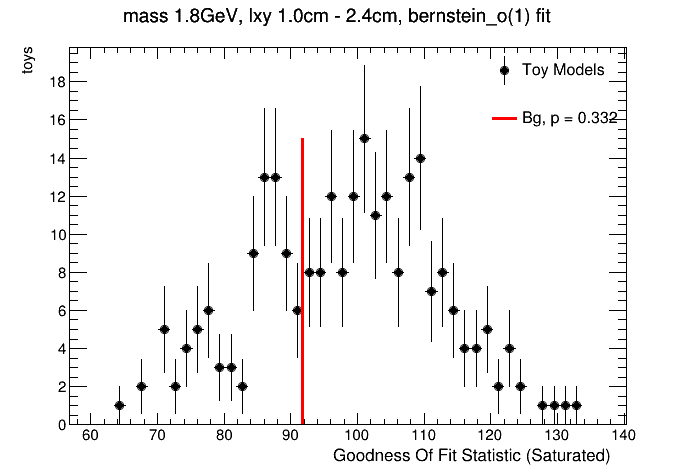 mass 1.8GeV, lxy 1.0cm - 2.4cm, bernstein_o(1) fit
toys
Toy Models
Bg, p = 0.332
18
16
14
12
10
8
6
4
2
0
60 70 80 90 100 110 120 130 140
Goodness Of Fit Statistic (Saturated)